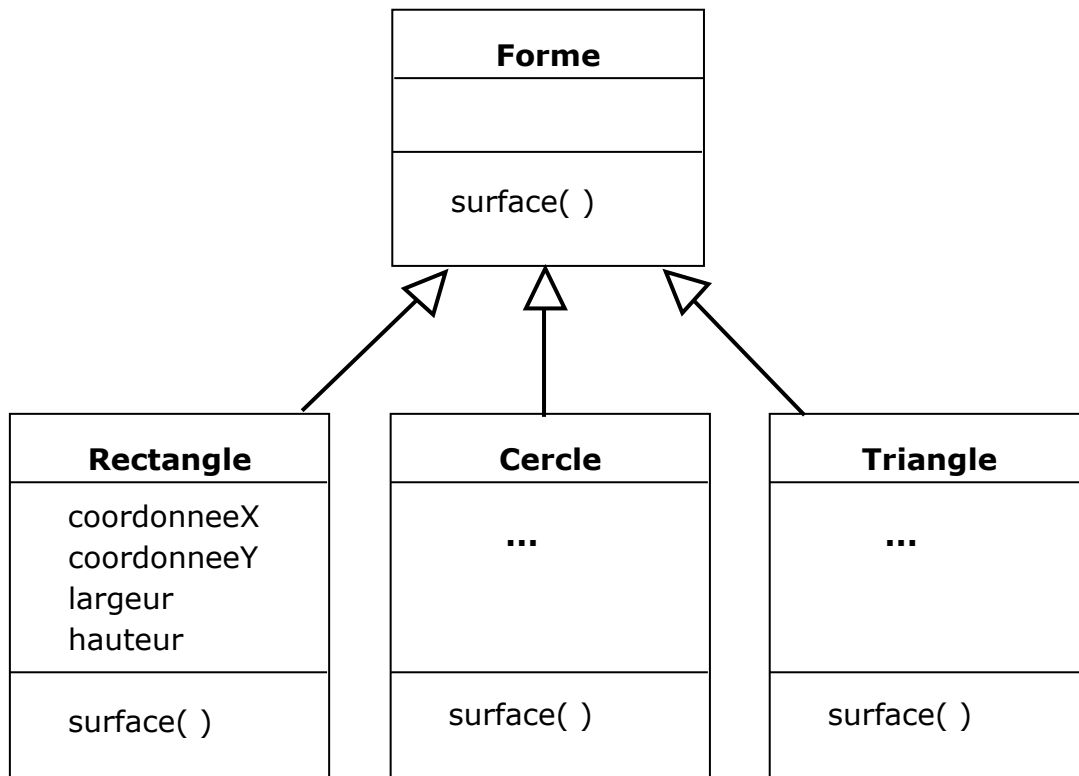 Forme
surface( )
Rectangle
coordonneeX
coordonneeY
largeur
hauteur
surface( )
Cercle
...
surface( )
Triangle
...
surface( )